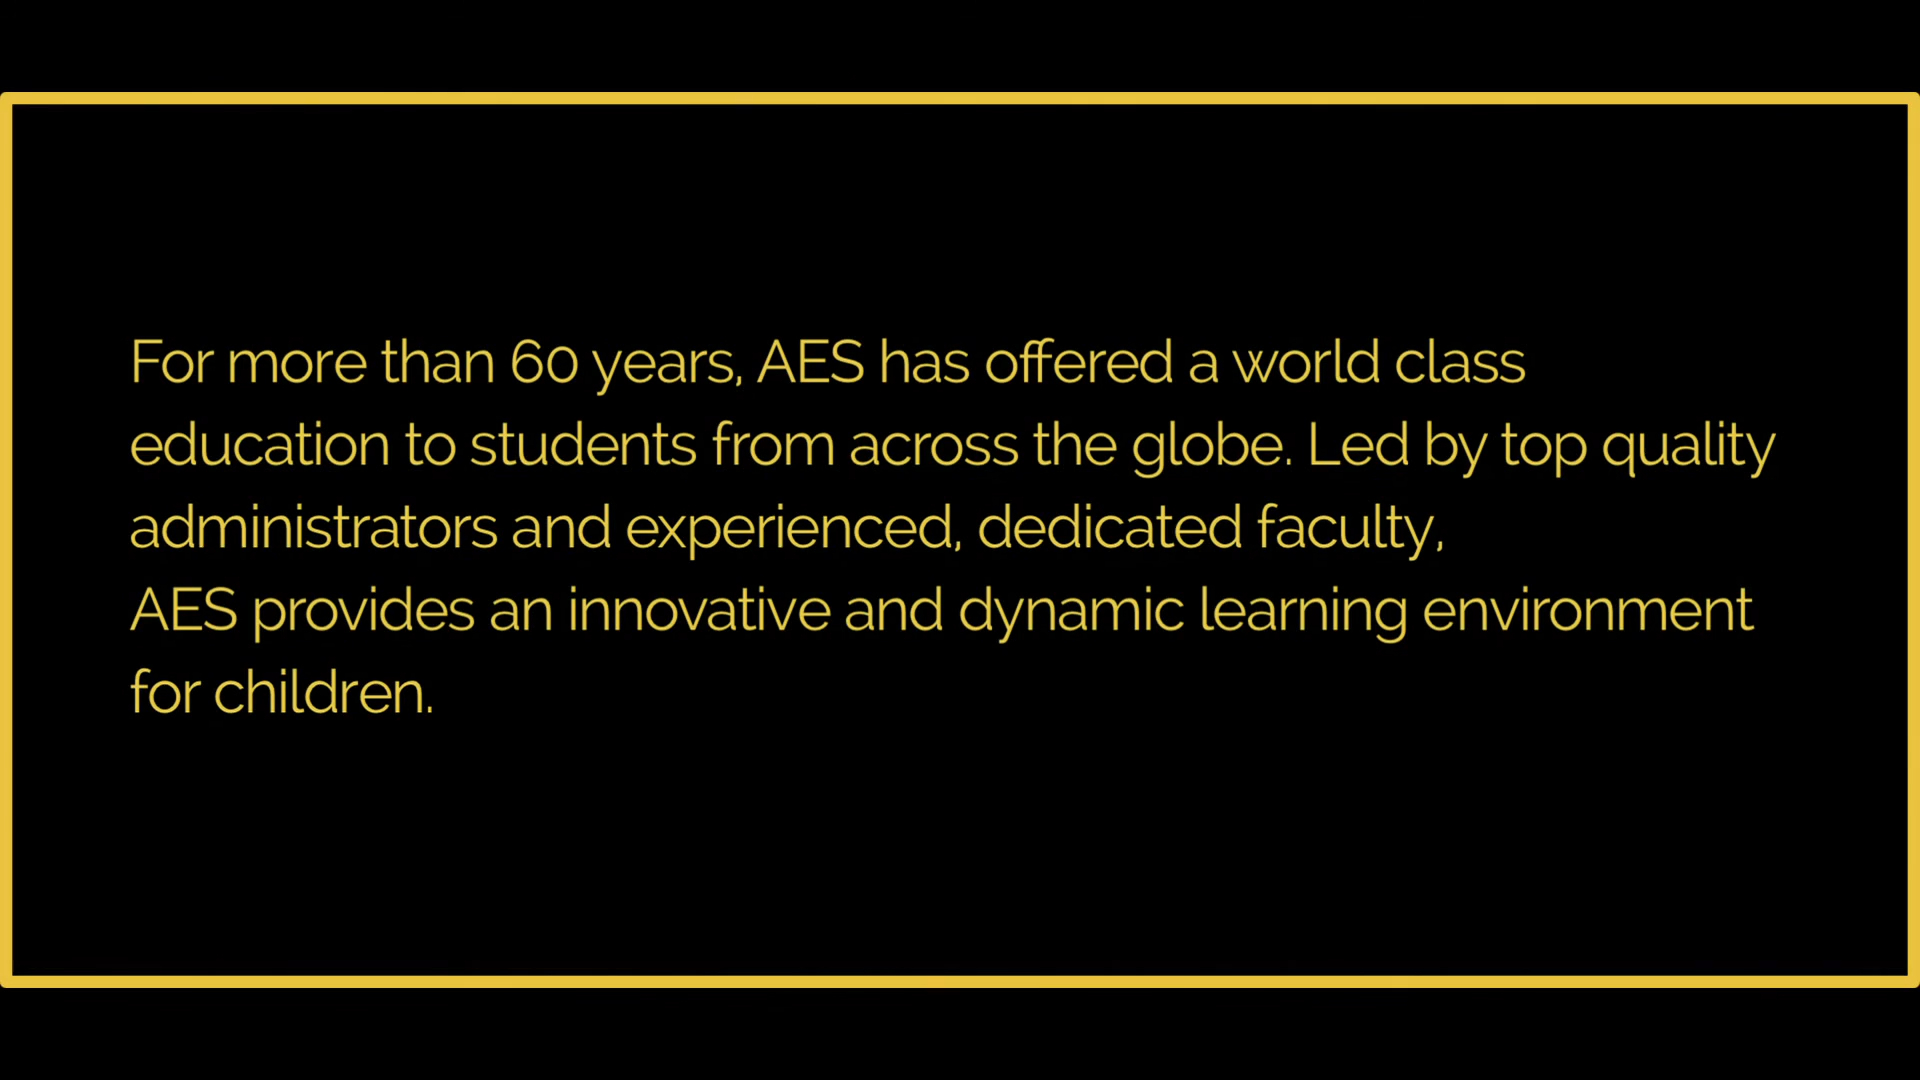 For more than 60 years, AES has offered a world class
education to students from across the globe. Led by top quality
administrators and experienced, dedicated faculty,
AES provides an innovative and dynamic learning environment
for children.